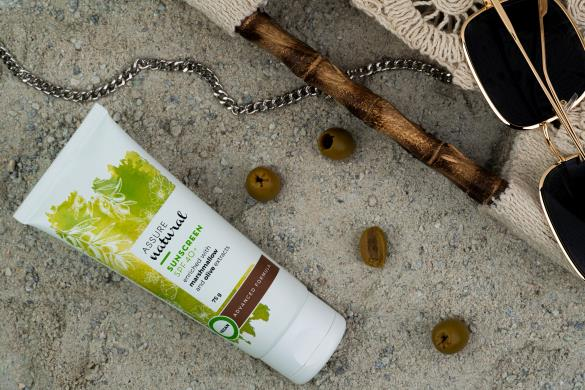 ASSURE
natural
SUNSCREEN
SPF 40+
enriched with
marshmallow
and olive extracts
75 g
ADVANCED FORMULA